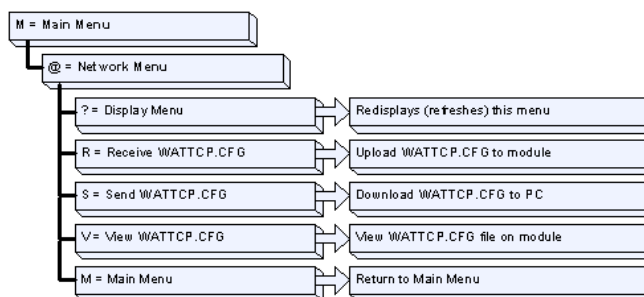 M = Main Menu
@ = Network Menu
? = Display Menu
Redisplays (refreshes) this menu
R = Receive WATTCP.CFG
Upload WATTCP.CFG to module
S = Send WATTCP.CFG
Download WATTCP.CFG to PC
V = View WATTCP.CFG
View WATTCP.CFG file on module
M = Main Menu
Return to Main Menu